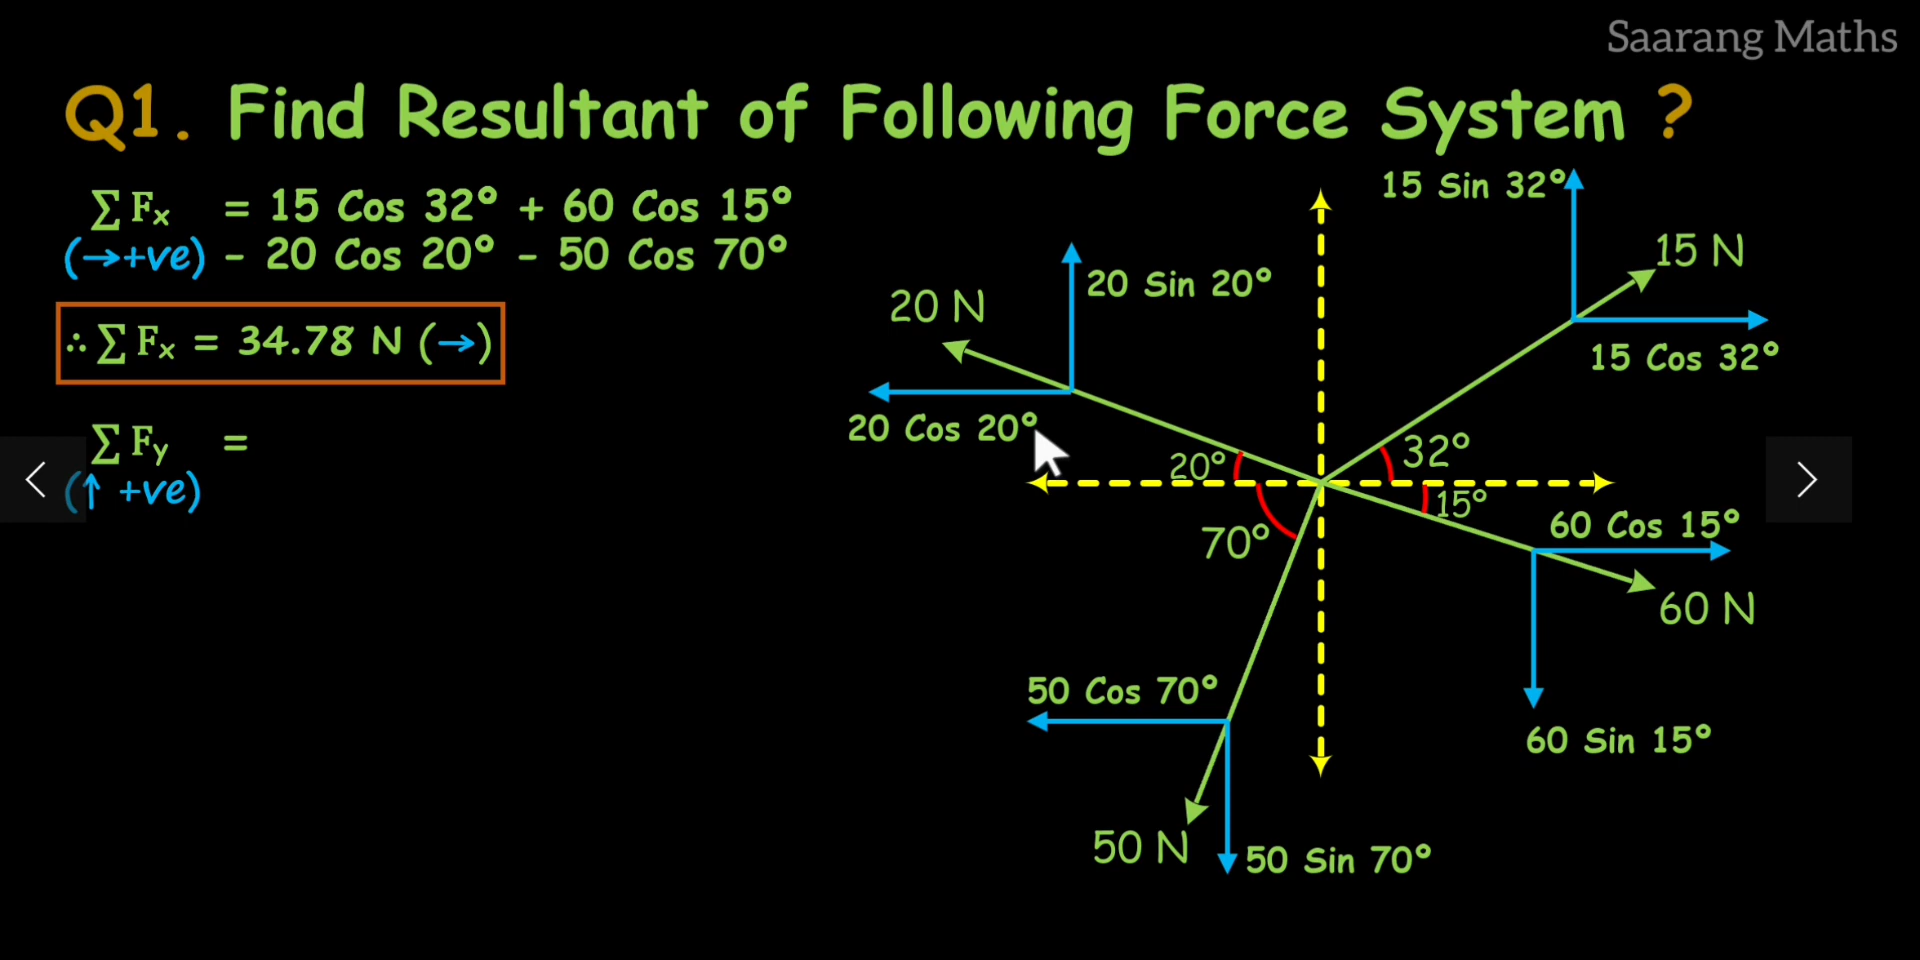 Saarang Maths
Q1. Find Resultant of Following Force System ?
∑ Fx = 15 Cos 32° + 60 Cos 15°
(→+ve) - 20 Cos 20° - 50 Cos 70°
∴ ∑ Fx = 34.78 N (→)
∑ Fy =
(↑ +ve)
15 Sin 32°
15 N
15 Cos 32°
20 Sin 20°
20 N
20 Cos 20°
20°
32°
15°
70°
60 Cos 15°
60 N
60 Sin 15°
50 Cos 70°
50 N
50 Sin 70°